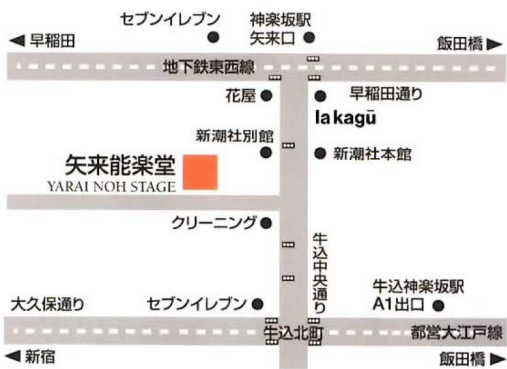 セブンイレブン
神楽坂駅
矢来口
早稲田
飯田橋
地下鉄東西線
花屋
早稲田通り
la kagū
新潮社別館
新潮社本館
矢来能楽堂
YARAI NOH STAGE
クリーニング
牛込中央通り
牛込神楽坂駅
A1出口
大久保通り
セブンイレブン
牛込北町
都営大江戸線
新宿
飯田橋